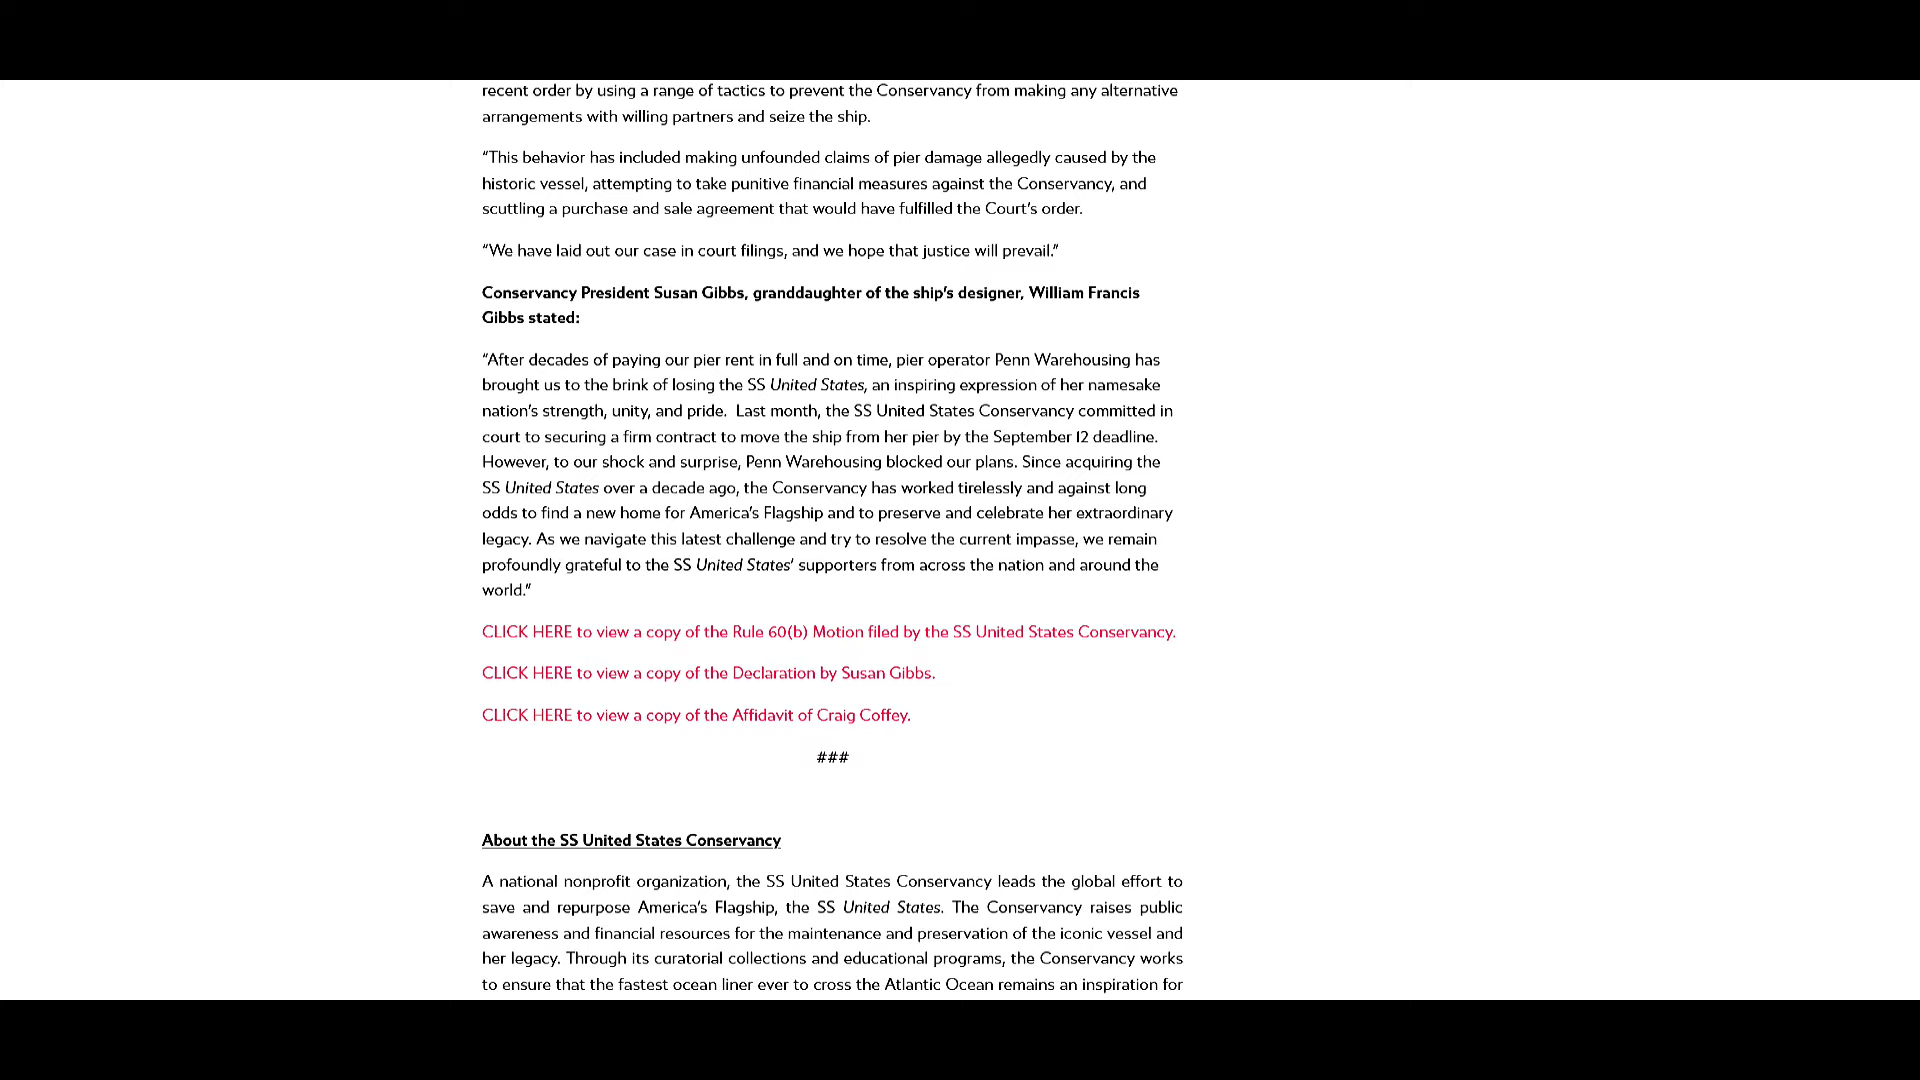 recent order by using a range of tactics to prevent the Conservancy from making any alternative
arrangements with willing partners and seize the ship.
“This behavior has included making unfounded claims of pier damage allegedly caused by the
historic vessel, attempting to take punitive financial measures against the Conservancy, and
scuttling a purchase and sale agreement that would have fulfilled the Court’s order.
“We have laid out our case in court filings, and we hope that justice will prevail.”
Conservancy President Susan Gibbs, granddaughter of the ship’s designer, William Francis
Gibbs stated:
“After decades of paying our pier rent in full and on time, pier operator Penn Warehousing has
brought us to the brink of losing the SS United States, an inspiring expression of her namesake
nation’s strength, unity, and pride.  Last month, the SS United States Conservancy committed in
court to securing a firm contract to move the ship from her pier by the September 12 deadline.
However, to our shock and surprise, Penn Warehousing blocked our plans. Since acquiring the
SS United States over a decade ago, the Conservancy has worked tirelessly and against long
odds to find a new home for America’s Flagship and to preserve and celebrate her extraordinary
legacy. As we navigate this latest challenge and try to resolve the current impasse, we remain
profoundly grateful to the SS United States’ supporters from across the nation and around the
world.”
CLICK HERE to view a copy of the Rule 60(b) Motion filed by the SS United States Conservancy.
CLICK HERE to view a copy of the Declaration by Susan Gibbs.
CLICK HERE to view a copy of the Affidavit of Craig Coffey.
###
About the SS United States Conservancy
A national nonprofit organization, the SS United States Conservancy leads the global effort to
save and repurpose America’s Flagship, the SS United States. The Conservancy raises public
awareness and financial resources for the maintenance and preservation of the iconic vessel and
her legacy. Through its curatorial collections and educational programs, the Conservancy works
to ensure that the fastest ocean liner ever to cross the Atlantic Ocean remains an inspiration for